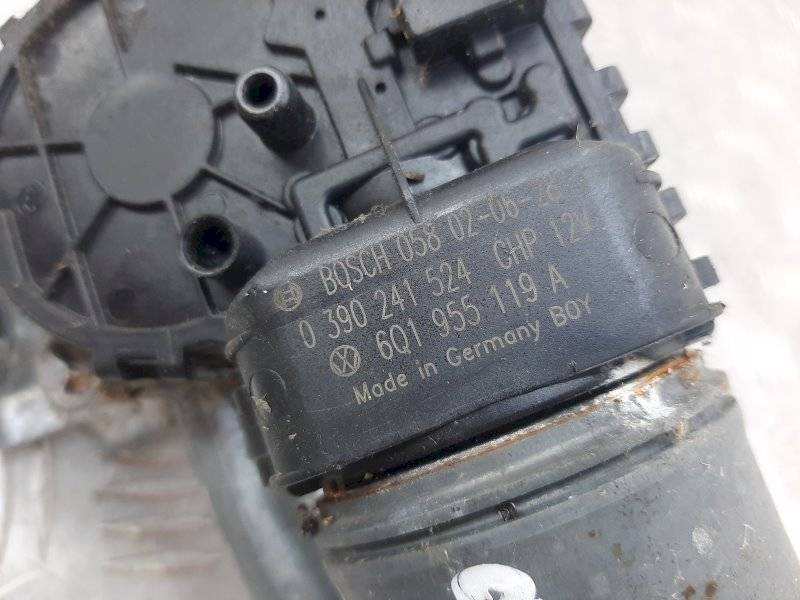 BOSCH 058 02-06-26
0 390 241 524 CHP 12V
6Q1 955 119 A
Made in Germany BOY